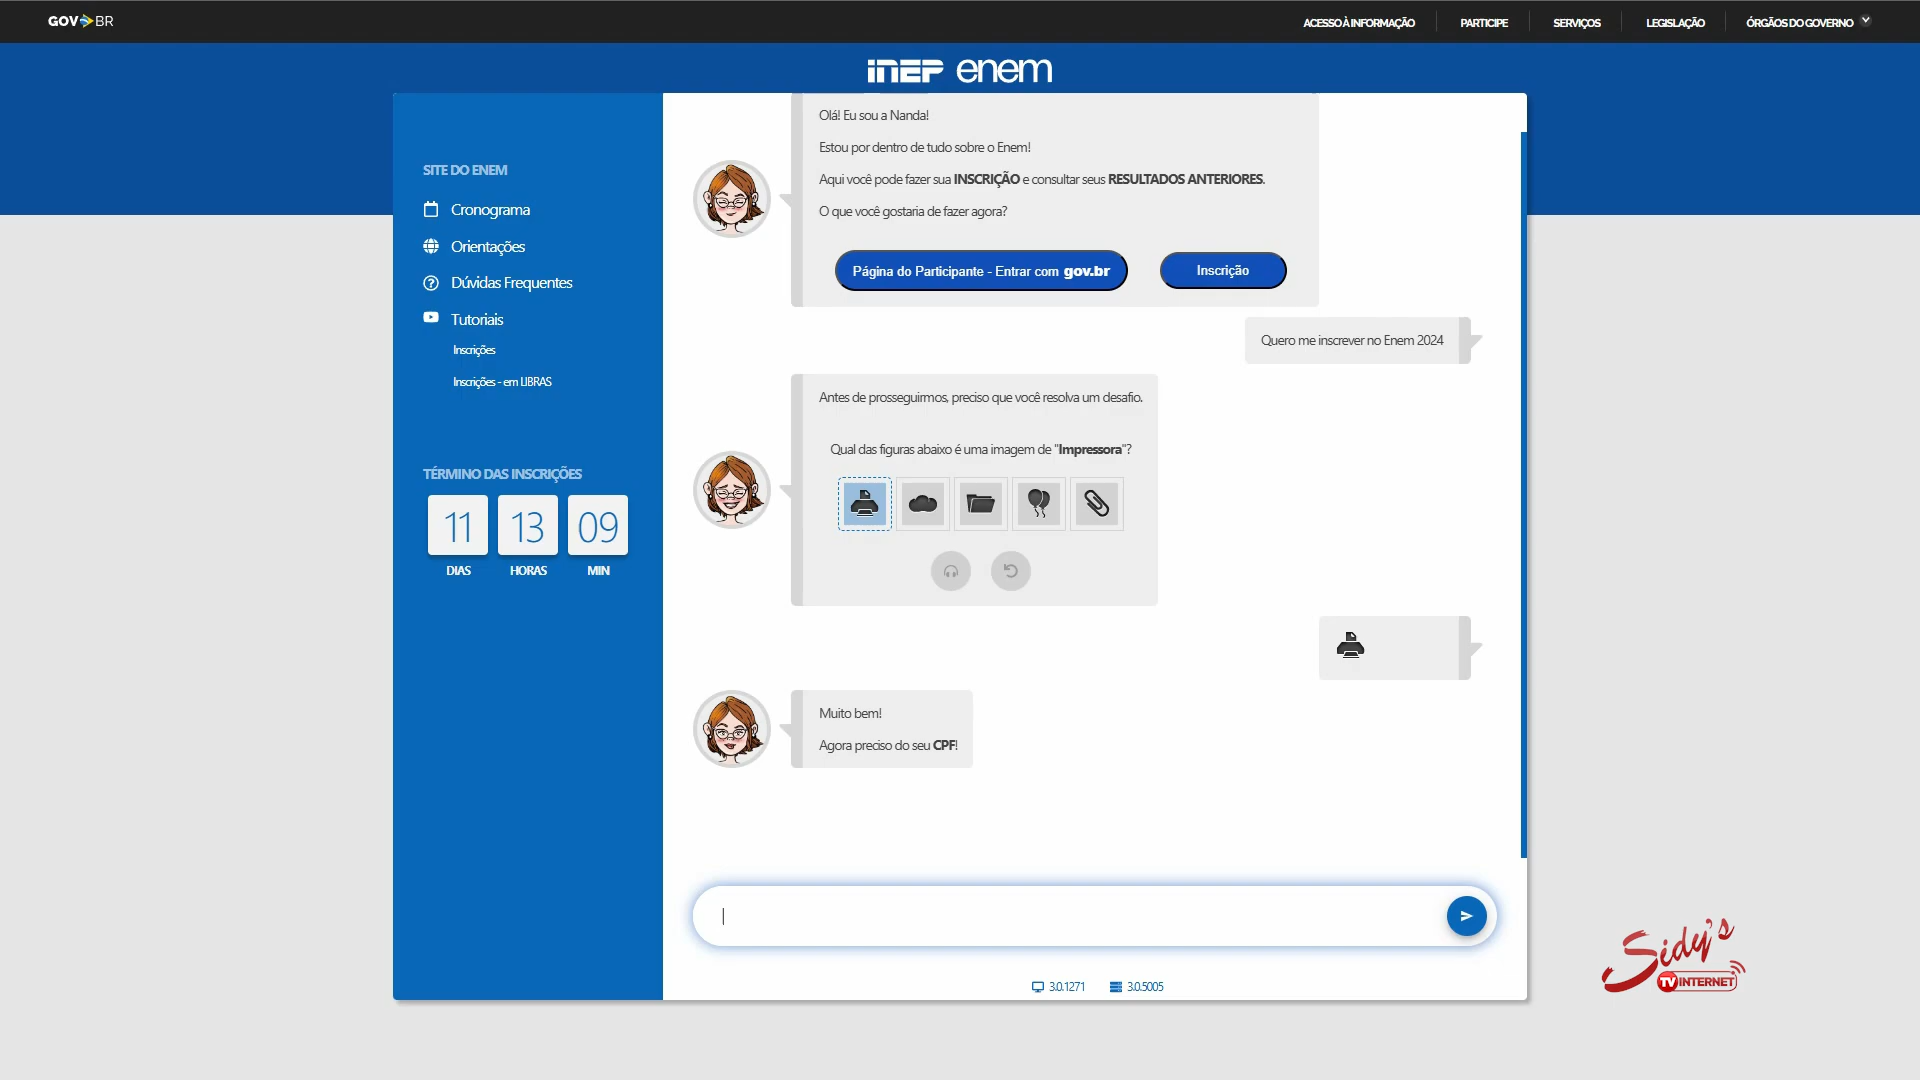 GOV BR
ACESSO À INFORMAÇÃO
PARTICIPE
SERVIÇOS
LEGISLAÇÃO
ÓRGÃOS DO GOVERNO
INEP enem
SITE DO ENEM
Cronograma
Orientações
Dúvidas Frequentes
Tutoriais
Inscrições
Inscrições - em LIBRAS
TÉRMINO DAS INSCRIÇÕES
11 13 09
DIAS HORAS MIN
Olá! Eu sou a Nanda!
Estou por dentro de tudo sobre o Enem!
Aqui você pode fazer sua INSCRIÇÃO e consultar seus RESULTADOS ANTERIORES.
O que você gostaria de fazer agora?
Página do Participante - Entrar com gov.br
Inscrição
Quero me inscrever no Enem 2024
Antes de prosseguirmos, preciso que você resolva um desafio.
Qual das figuras abaixo é uma imagem de "Impressora"?
Muito bem!
Agora preciso do seu CPF!
3.0.1271
3.0.5005
Sidy's
TV INTERNET